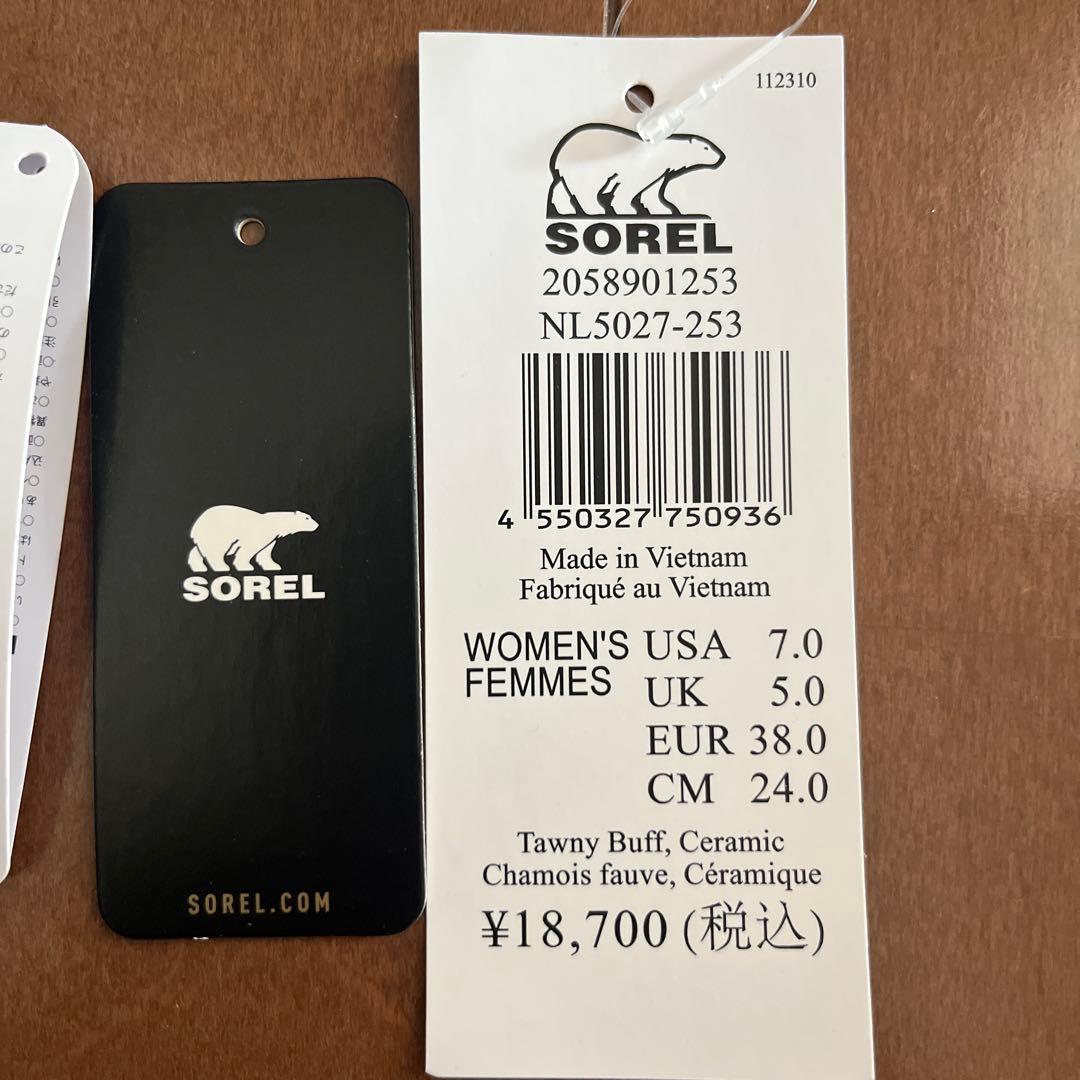 112310
SOREL
2058901253
NL5027-253
4 550327 750936
Made in Vietnam
Fabriqué au Vietnam
WOMEN'S USA 7.0
FEMMES UK 5.0
EUR 38.0
CM 24.0
Tawny Buff, Ceramic
Chamois fauve, Céramique
¥18,700 (税込)
SOREL
SOREL.COM